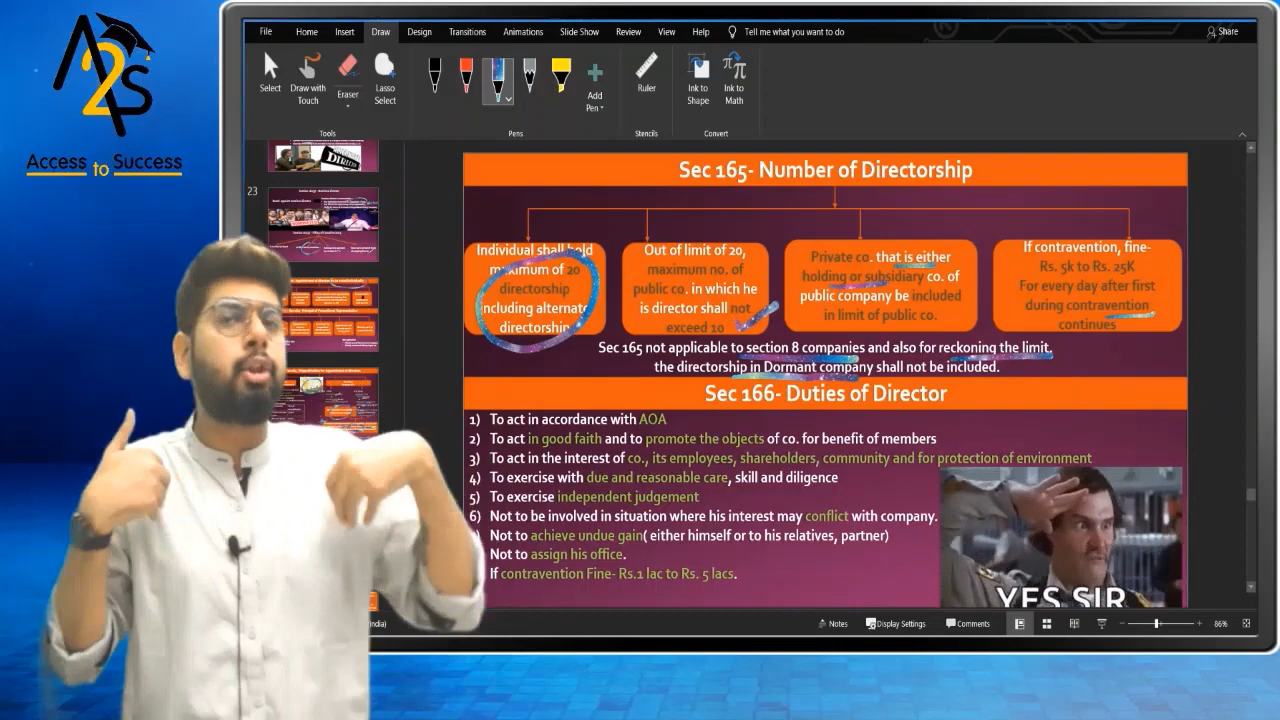 A2S
Access to Success
File Home Insert Draw Design Transitions Animations Slide Show Review View Help Tell me what you want to do Share
Select
Draw with Touch
Eraser
Lasso Select
Add Pen
Ruler
Ink to Shape
Ink to Math
Tools Pens Stencils Convert
23
Sec 165- Number of Directorship
Individual shall hold
maximum of 20
directorship
including alternate
directorship
Out of limit of 20,
maximum no. of
public co. in which he
is director shall not
exceed 10
Private co. that is either
holding or subsidiary co. of
public company be included
in limit of public co.
If contravention, fine-
Rs. 5k to Rs. 25K
For every day after first
during contravention
continues
Sec 165 not applicable to section 8 companies and also for reckoning the limit,
the directorship in Dormant company shall not be included.
Sec 166- Duties of Director
1) To act in accordance with AOA
2) To act in good faith and to promote the objects of co. for benefit of members
3) To act in the interest of co., its employees, shareholders, community and for protection of environment
4) To exercise with due and reasonable care, skill and diligence
5) To exercise independent judgement
6) Not to be involved in situation where his interest may conflict with company.
Not to achieve undue gain( either himself or to his relatives, partner)
Not to assign his office.
If contravention Fine- Rs.1 lac to Rs. 5 lacs.
YES SIR
India) Notes Display Settings Comments 86%